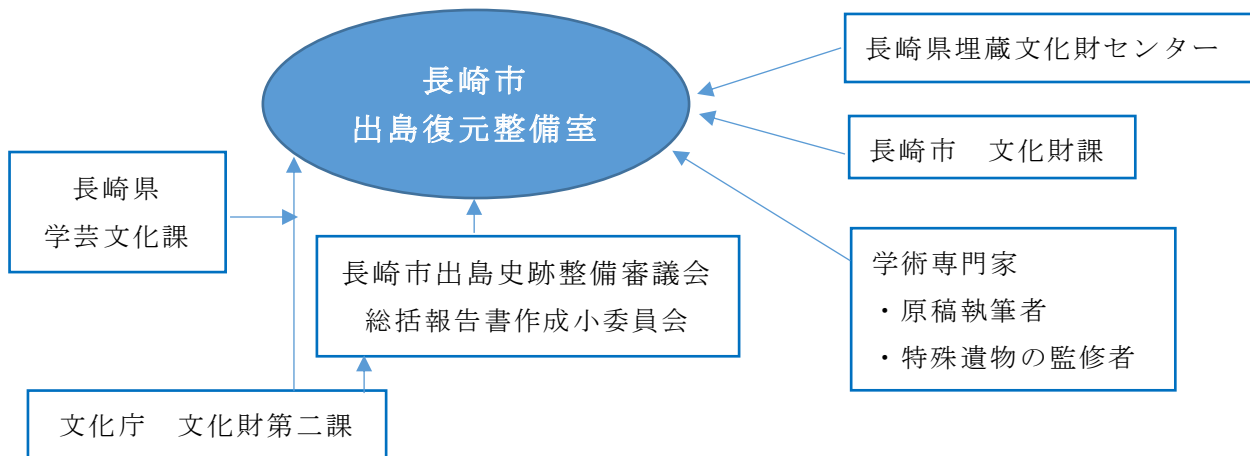 長崎市
出島復元整備室
長崎県埋蔵文化財センター
長崎市　文化財課
長崎県
学芸文化課
長崎市出島史跡整備審議会
総括報告書作成小委員会
学術専門家
・原稿執筆者
・特殊遺物の監修者
文化庁　文化財第二課